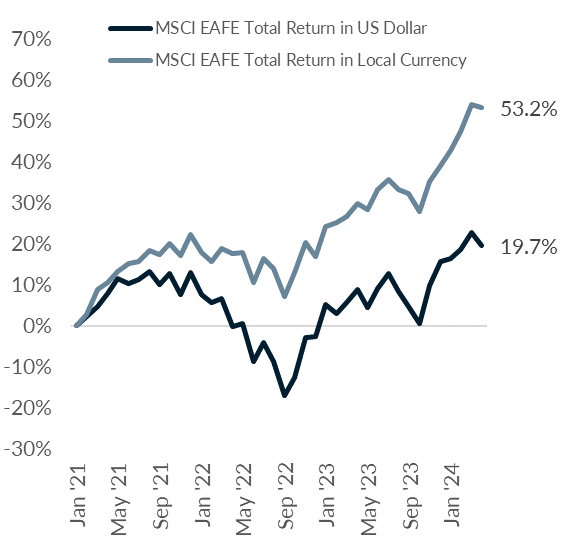 MSCI EAFE Total Return in US Dollar
MSCI EAFE Total Return in Local Currency
70%
60%
50%
40%
30%
20%
10%
0%
-10%
-20%
-30%
53.2%
19.7%
Jan '21
May '21
Sep '21
Jan '22
May '22
Sep '22
Jan '23
May '23
Sep '23
Jan '24